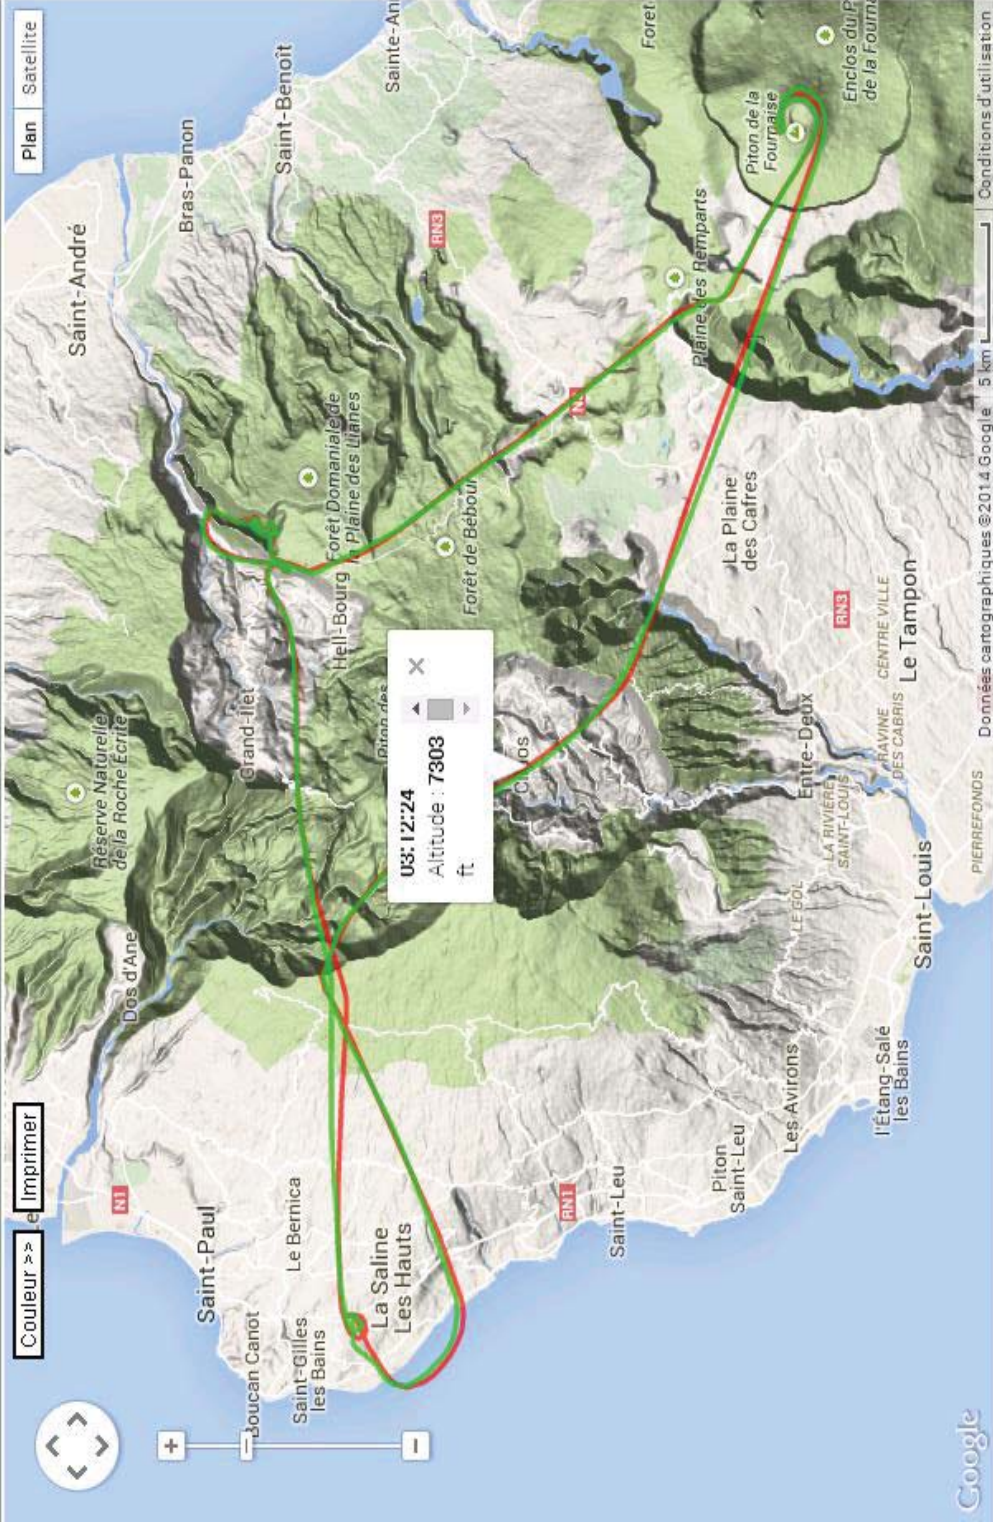 Couleur >>
Imprimer
Plan
Satellite
Saint-André
Bras-Panon
Saint-Benoît
Sainte-An
Foret
Piton de la
Fournaise
Enclos du P
de la Fourna
RN3
Plaine des Remparts
Forêt Domaniale de
la Plaine des Lianes
Forêt de Bébour
La Plaine
des Cafres
Réserve Naturelle
de la Roche Écrite
Grand-Ilet
Hell-Bourg
Piton des
03:12:24
Altitude : 7303
ft
Dos d'Ane
Entre-Deux
RN3
Le Tampon
CENTRE VILLE
RAVINE
DES CABRIS
LA RIVIÈRE
SAINT-LOUIS
PIERREFONDS
LE GOL
Saint-Louis
l'Étang-Salé
les Bains
Les Avirons
Piton
Saint-Leu
Saint-Leu
RN1
N1
Saint-Paul
Le Bernica
La Saline
Les Hauts
Boucan Canot
Saint-Gilles
les Bains
Google
Données cartographiques ©2014 Google
5 km
Conditions d'utilisation